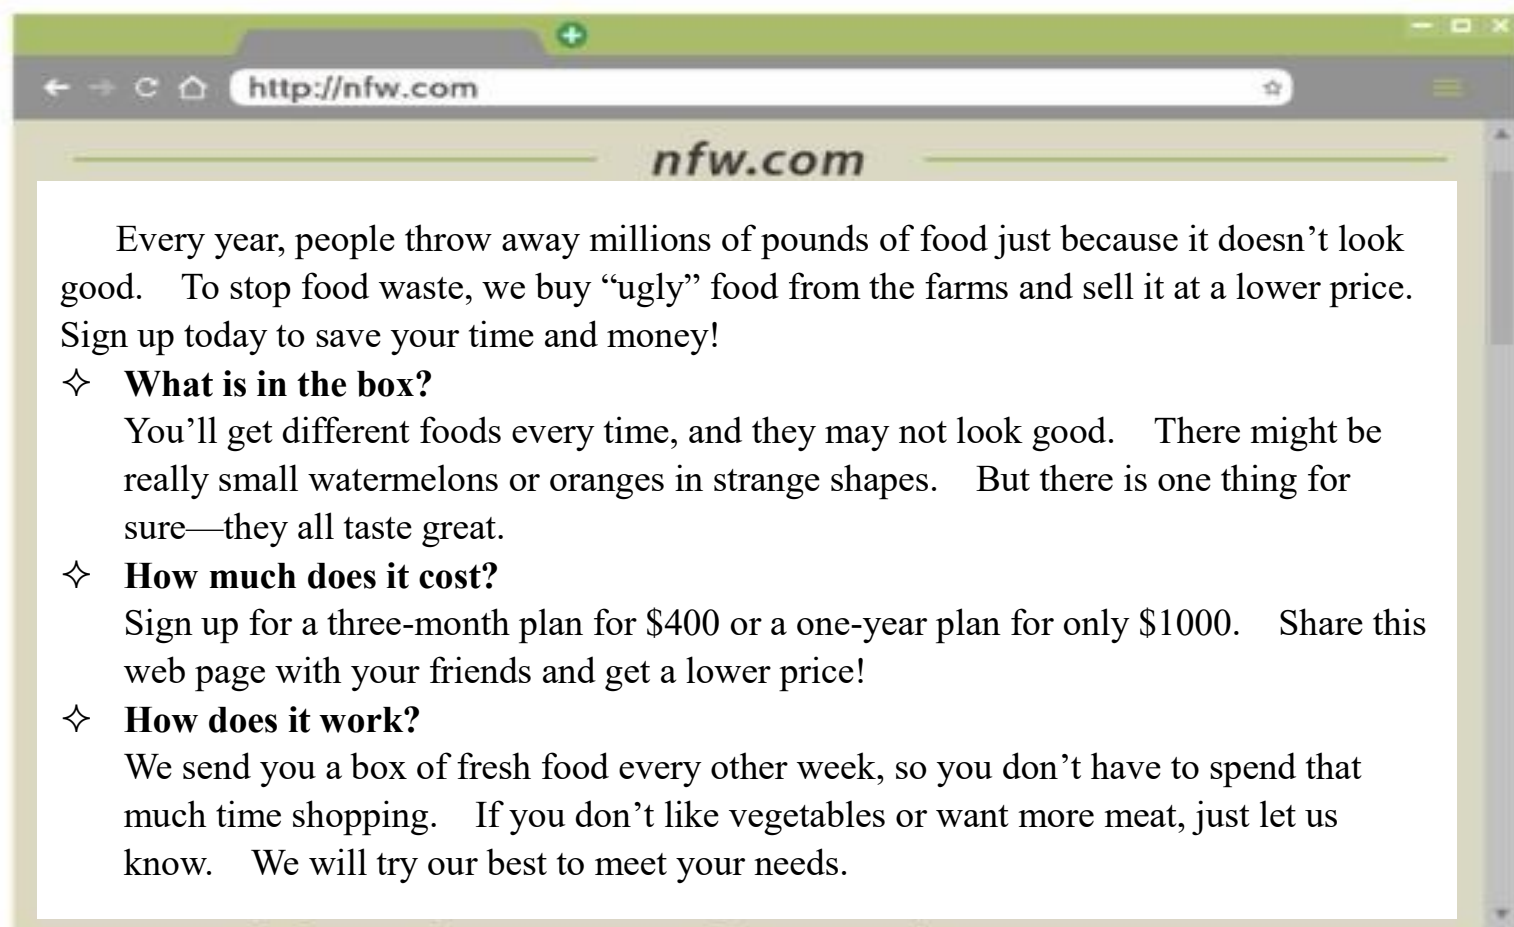 http://nfw.com
nfw.com
Every year, people throw away millions of pounds of food just because it doesn’t look
good. To stop food waste, we buy “ugly” food from the farms and sell it at a lower price.
Sign up today to save your time and money!
✧ What is in the box?
You’ll get different foods every time, and they may not look good. There might be
really small watermelons or oranges in strange shapes. But there is one thing for
sure—they all taste great.
✧ How much does it cost?
Sign up for a three-month plan for $400 or a one-year plan for only $1000. Share this
web page with your friends and get a lower price!
✧ How does it work?
We send you a box of fresh food every other week, so you don’t have to spend that
much time shopping. If you don’t like vegetables or want more meat, just let us
know. We will try our best to meet your needs.